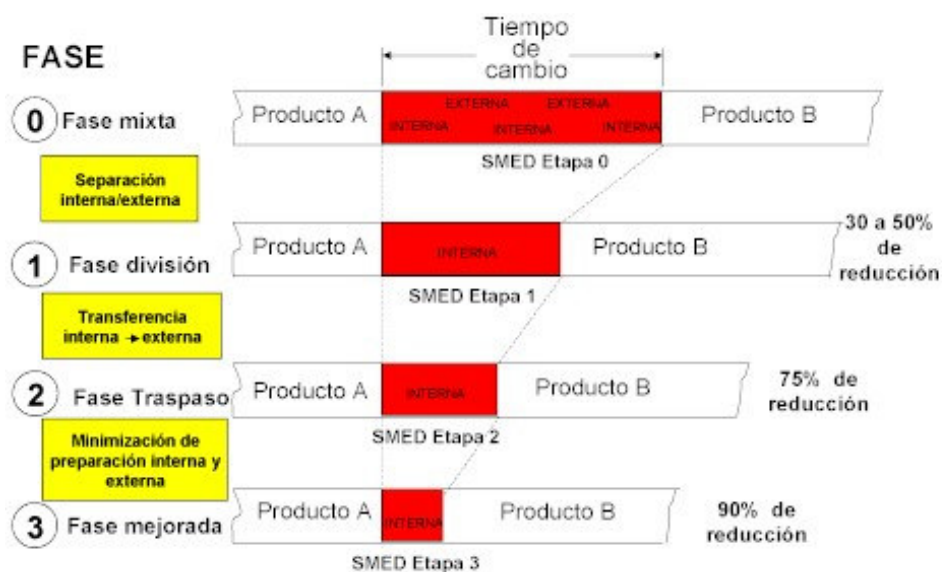 Tiempo
de
cambio
FASE
0 Fase mixta
Producto A
EXTERNA EXTERNA
INTERNA INTERNA INTERNA
Producto B
SMED Etapa 0
Separación
interna/externa
1 Fase división
Producto A
INTERNA
Producto B
30 a 50%
de
reducción
SMED Etapa 1
Transferencia
interna → externa
2 Fase Traspaso
Producto A
INTERNA
Producto B
75% de
reducción
SMED Etapa 2
Minimización de
preparación interna y
externa
3 Fase mejorada
Producto A
INTERNA
Producto B
90% de
reducción
SMED Etapa 3